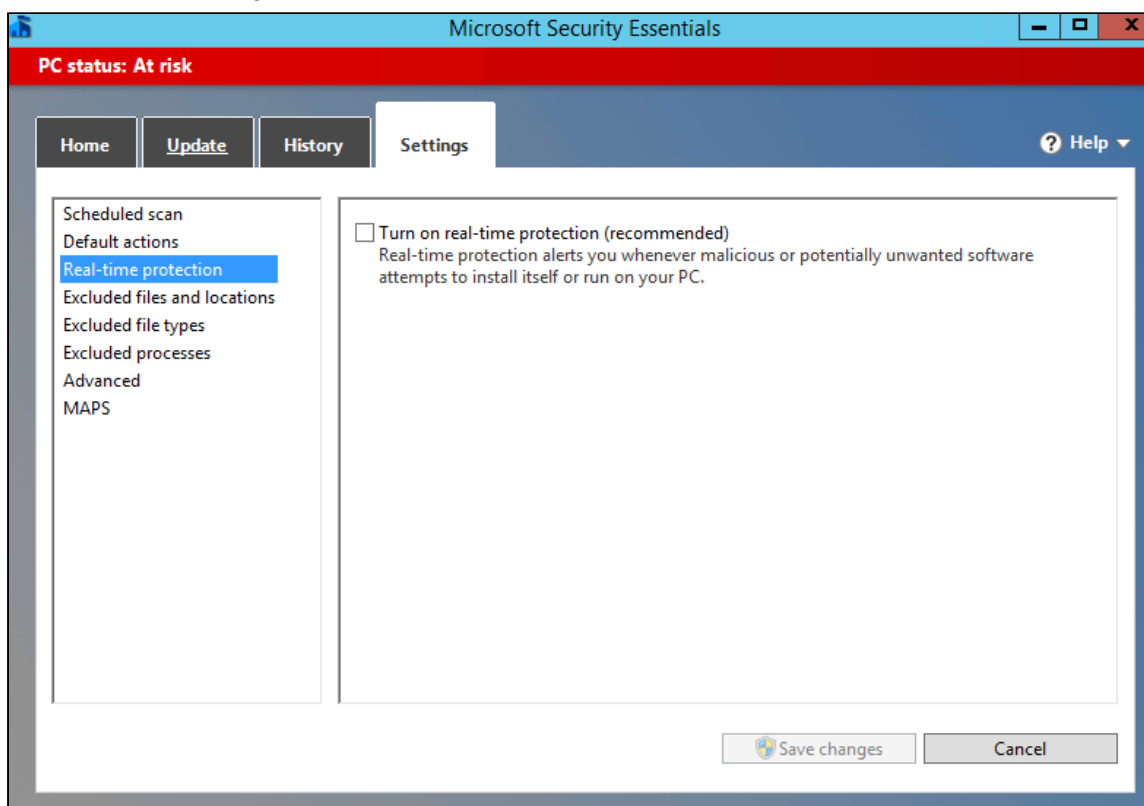 Microsoft Security Essentials
PC status: At risk
Home
Update
History
Settings
Help
Scheduled scan
Default actions
Real-time protection
Excluded files and locations
Excluded file types
Excluded processes
Advanced
MAPS
Turn on real-time protection (recommended)
Real-time protection alerts you whenever malicious or potentially unwanted software
attempts to install itself or run on your PC.
Save changes
Cancel